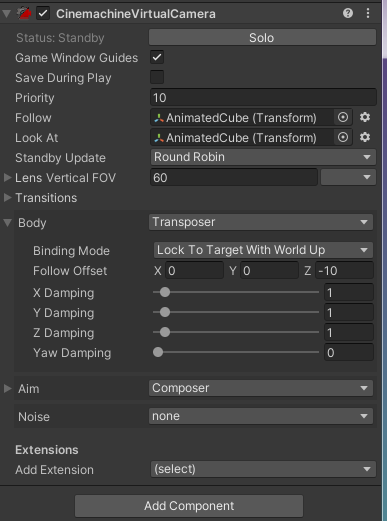 CinemachineVirtualCamera
Status: Standby Solo
Game Window Guides
Save During Play
Priority 10
Follow AnimatedCube (Transform)
Look At AnimatedCube (Transform)
Standby Update Round Robin
Lens Vertical FOV 60
Transitions
Body Transposer
Binding Mode Lock To Target With World Up
Follow Offset X 0 Y 0 Z -10
X Damping 1
Y Damping 1
Z Damping 1
Yaw Damping 0
Aim Composer
Noise none
Extensions
Add Extension (select)
Add Component